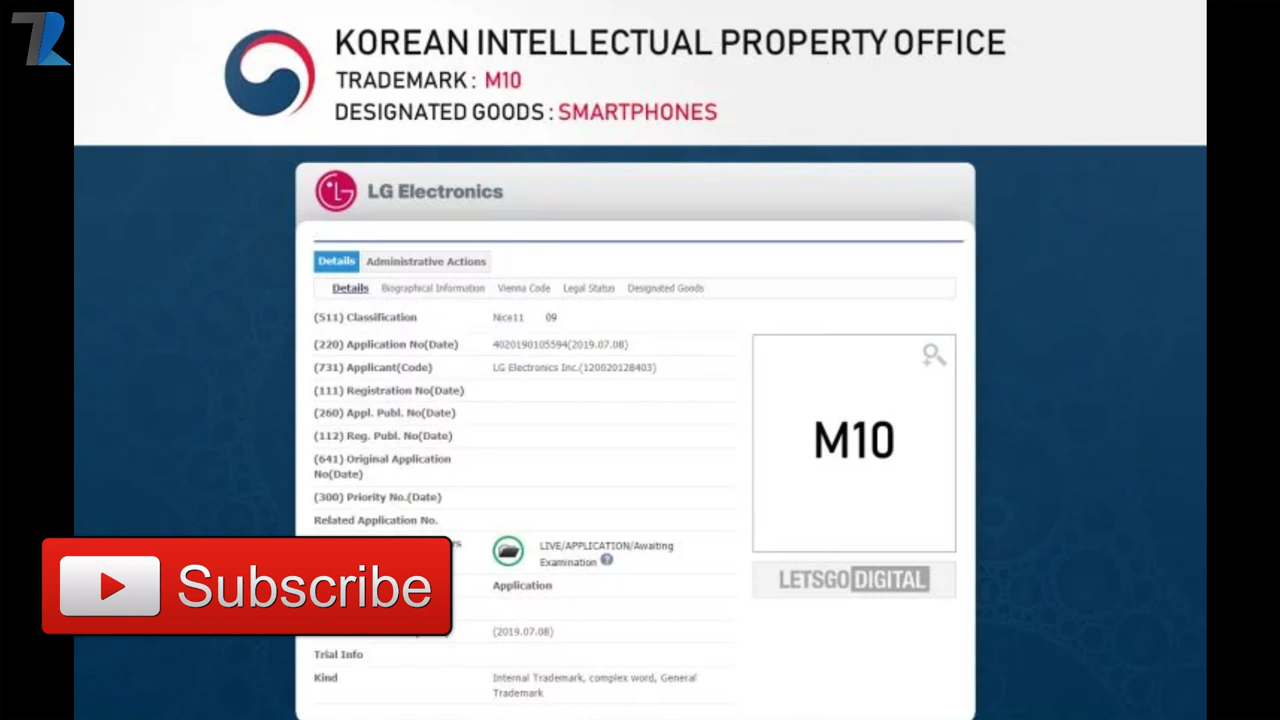 KOREAN INTELLECTUAL PROPERTY OFFICE
TRADEMARK : M10
DESIGNATED GOODS : SMARTPHONES
LG Electronics
Details Administrative Actions
Details Biographical Information Vienna Code Legal Status Designated Goods
(511) Classification Nice11 09
(220) Application No(Date) 4020190105594(2019.07.08)
(731) Applicant(Code) LG Electronics Inc.(120020128403)
(111) Registration No(Date)
(260) Appl. Publ. No(Date)
(112) Reg. Publ. No(Date)
(641) Original Application
No(Date)
(300) Priority No.(Date)
Related Application No.
M10
LETSGODIGITAL
LIVE/APPLICATION/Awaiting
Examination
Application
Subscribe
(2019.07.08)
Trial Info
Kind Internal Trademark, complex word, General
Trademark